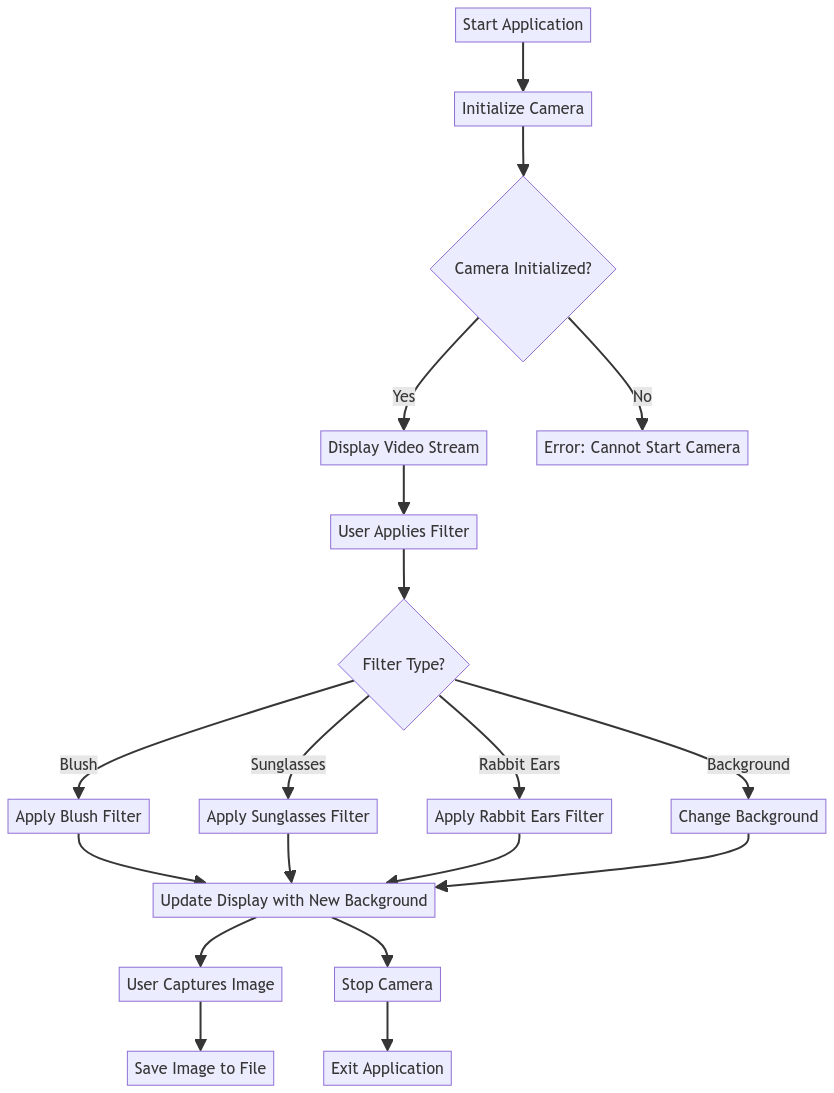 Start Application
Initialize Camera
Camera Initialized?
Yes
No
Display Video Stream
Error: Cannot Start Camera
User Applies Filter
Filter Type?
Blush
Sunglasses
Rabbit Ears
Background
Apply Blush Filter
Apply Sunglasses Filter
Apply Rabbit Ears Filter
Change Background
Update Display with New Background
User Captures Image
Stop Camera
Save Image to File
Exit Application